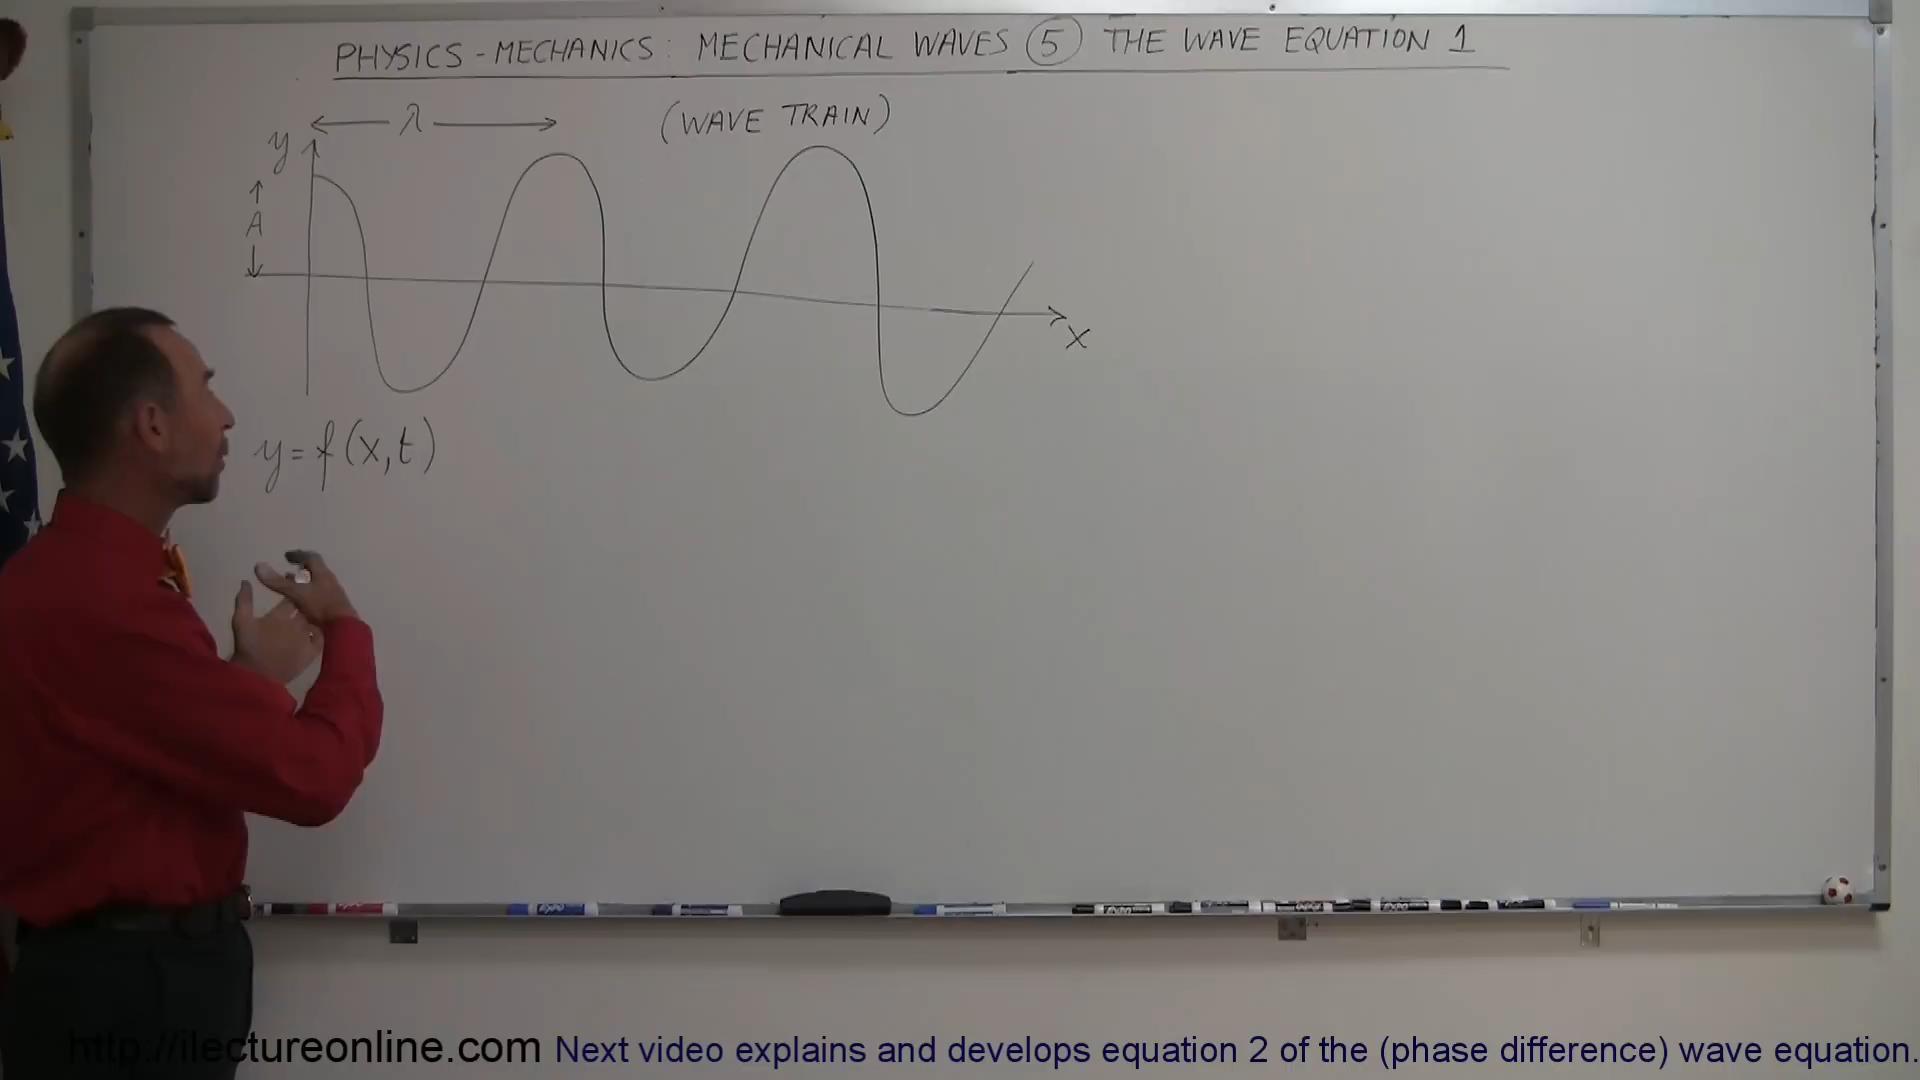 PHYSICS - MECHANICS: MECHANICAL WAVES 5 THE WAVE EQUATION 1
λ (WAVE TRAIN)
y
A
x
y = f(x,t)
http://ilectureonline.com Next video explains and develops equation 2 of the (phase difference) wave equation.